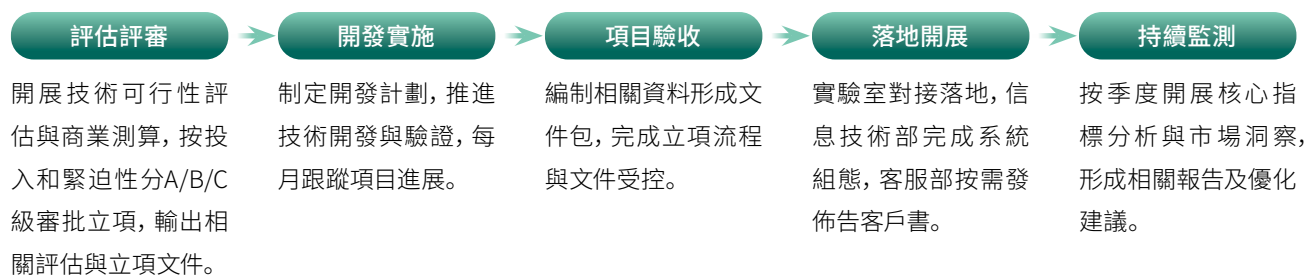 評估評審
開展技術可行性評
估與商業測算，按投
入和緊迫性分A/B/C
級審批立項，輸出相
關評估與立項文件。
開發實施
制定開發計劃，推進
技術開發與驗證，每
月跟蹤項目進展。
項目驗收
編制相關資料形成文
件包，完成立項流程
與文件受控。
落地開展
實驗室對接落地，信
息技術部完成系統
組態，客服部按需發
佈告客戶書。
持續監測
按季度開展核心指
標分析與市場洞察，
形成相關報告及優化
建議。